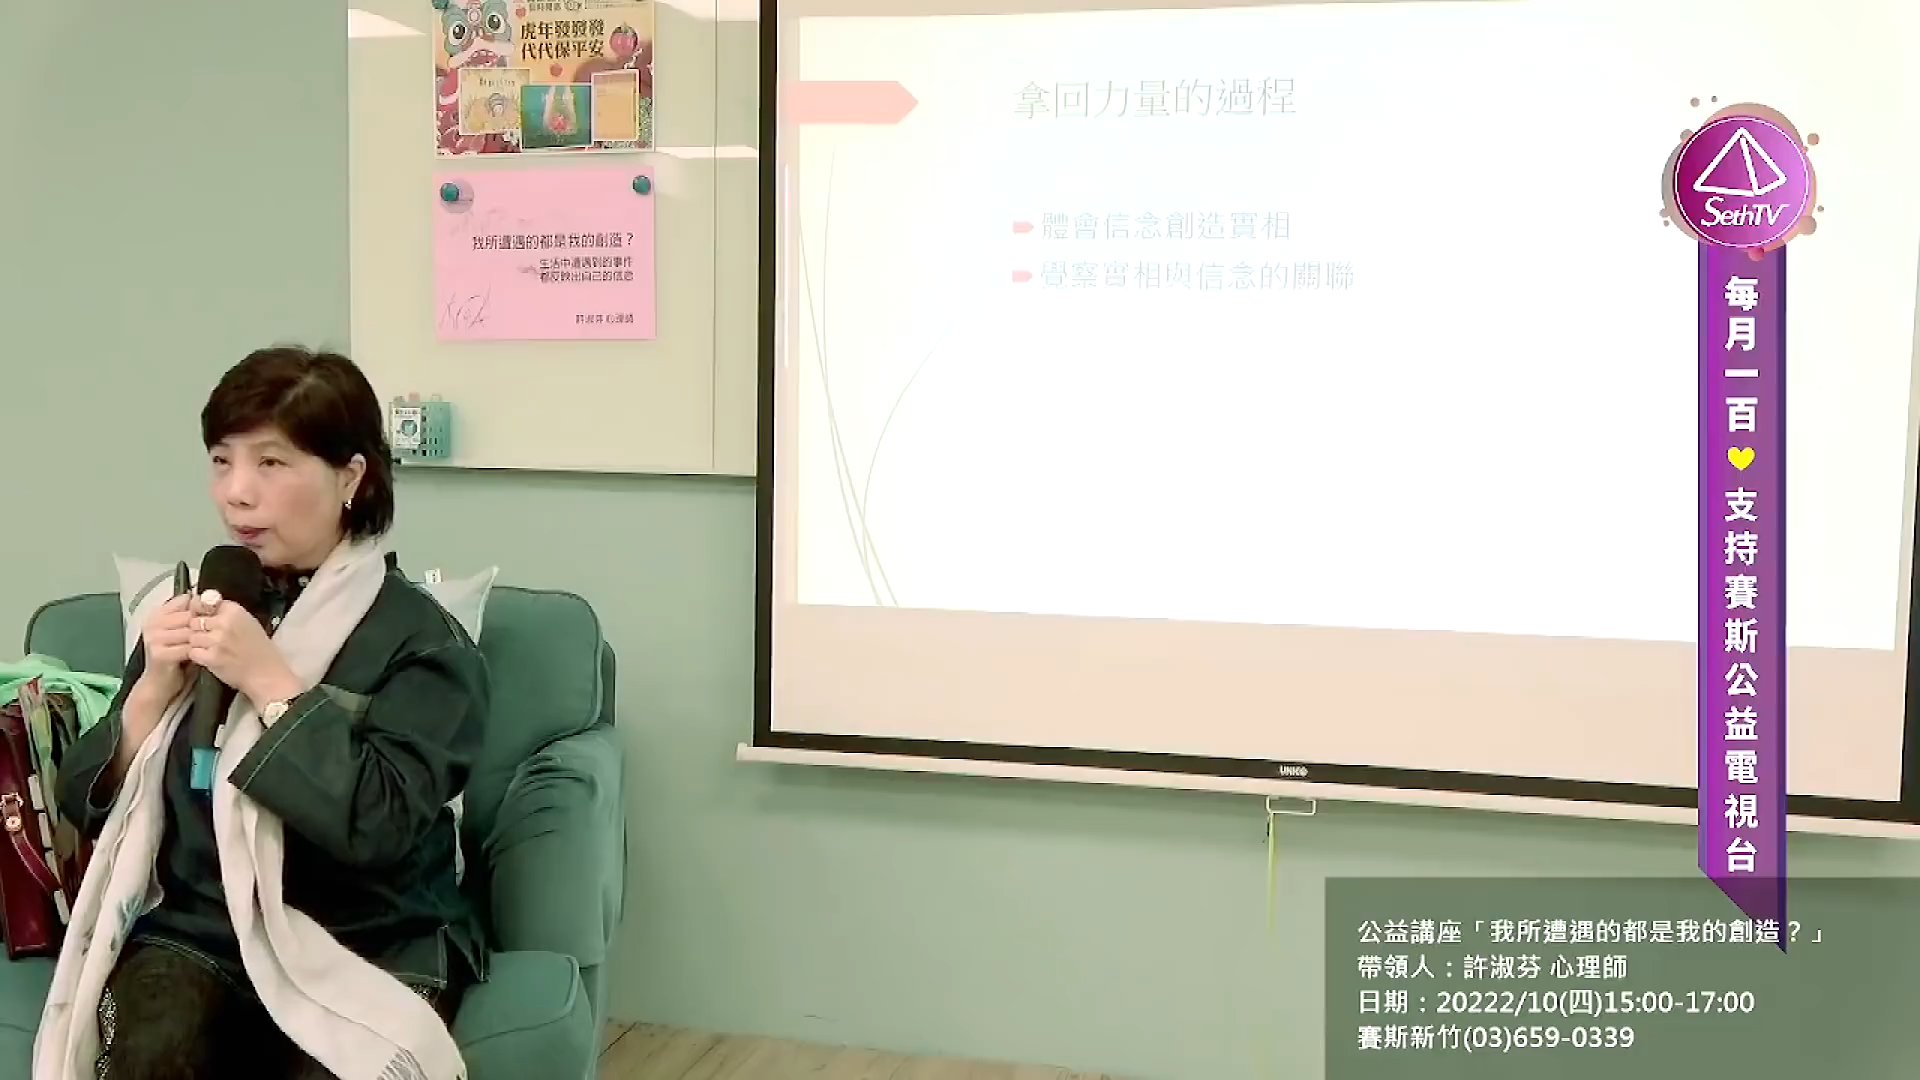 虎年發發發
代代保平安
我所遭遇的都是我的創造？
生活中遭遇到的事件
都反映出自己的信念
許淑芬 心理師
拿回力量的過程
體會信念創造實相
覺察實相與信念的關聯
SethTV
每月一百支持賽斯公益電視台
公益講座「我所遭遇的都是我的創造？」
帶領人：許淑芬 心理師
日期：20222/10(四)15:00-17:00
賽斯新竹(03)659-0339